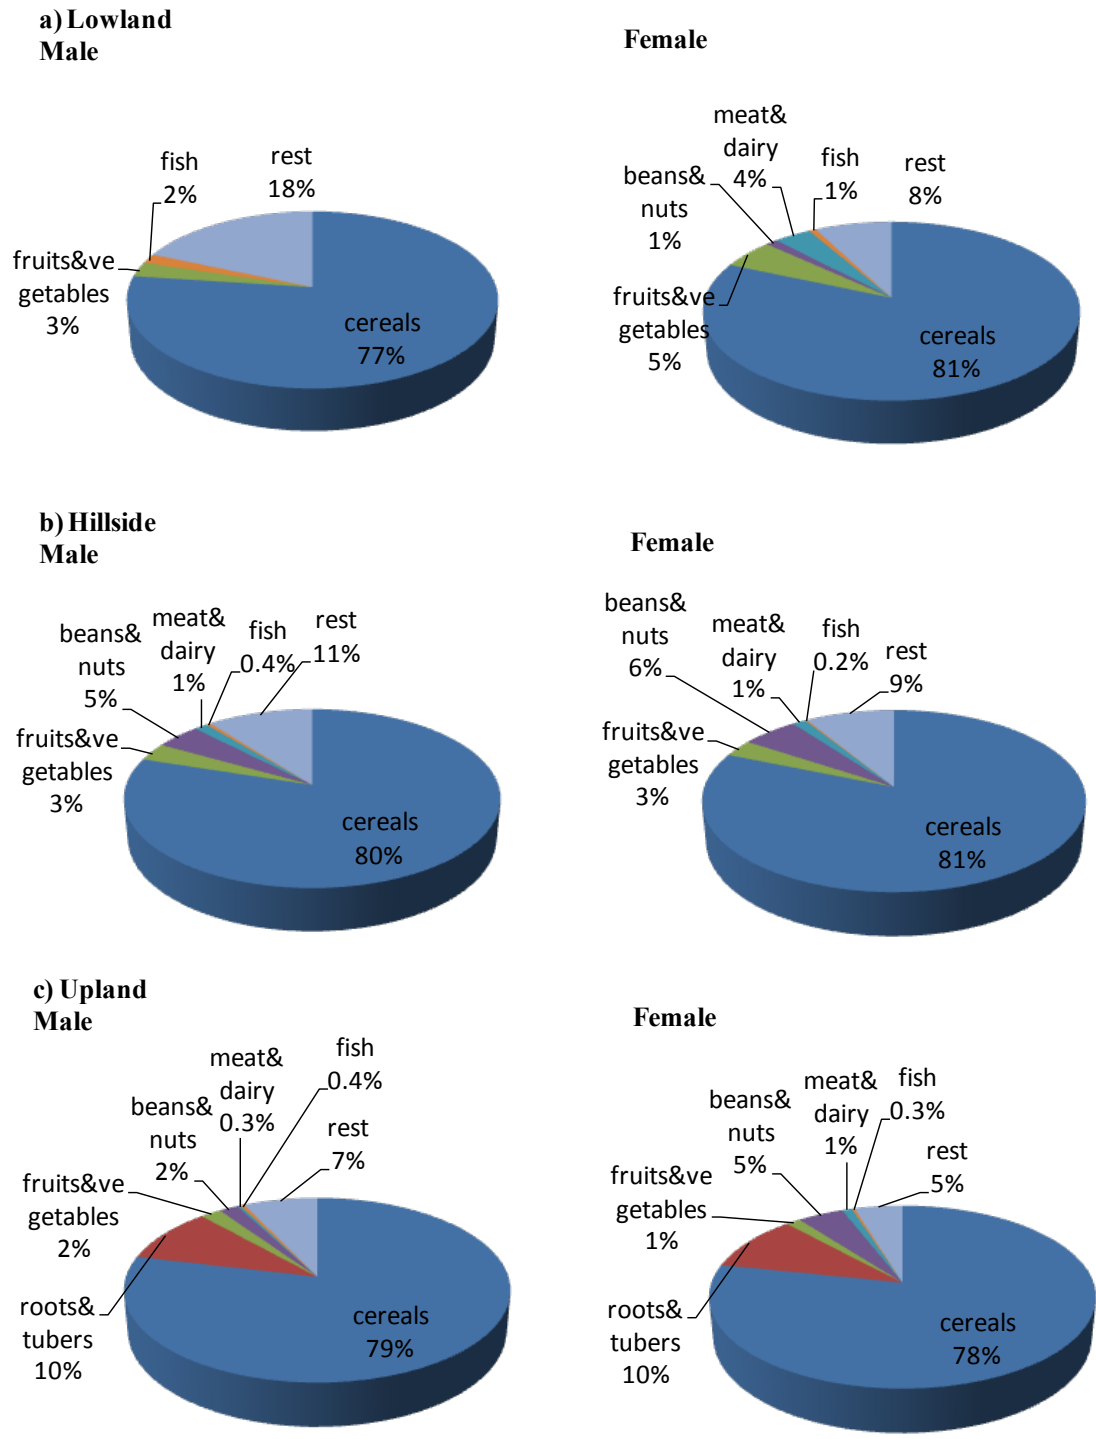 a) Lowland
Male
fish
2%
rest
18%
fruits&ve
getables
3%
cereals
77%
Female
meat&
dairy
4%
fish
1%
rest
8%
beans&
nuts
1%
fruits&ve
getables
5%
cereals
81%
b) Hillside
Male
beans&
nuts
5%
meat&
dairy
1%
fish
0.4%
rest
11%
fruits&ve
getables
3%
cereals
80%
Female
beans&
nuts
6%
meat&
dairy
1%
fish
0.2%
rest
9%
fruits&ve
getables
3%
cereals
81%
c) Upland
Male
meat&
dairy
0.3%
fish
0.4%
beans&
nuts
2%
rest
7%
fruits&ve
getables
2%
roots&
tubers
10%
cereals
79%
Female
beans&
nuts
5%
meat&
dairy
1%
fish
0.3%
rest
5%
fruits&ve
getables
1%
roots&
tubers
10%
cereals
78%